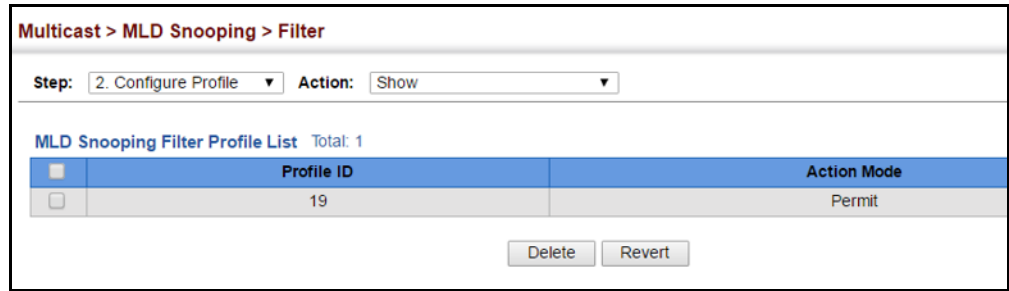 Multicast > MLD Snooping > Filter
Step: 2. Configure Profile Action: Show
MLD Snooping Filter Profile List Total: 1
Profile ID Action Mode
19 Permit
Delete Revert